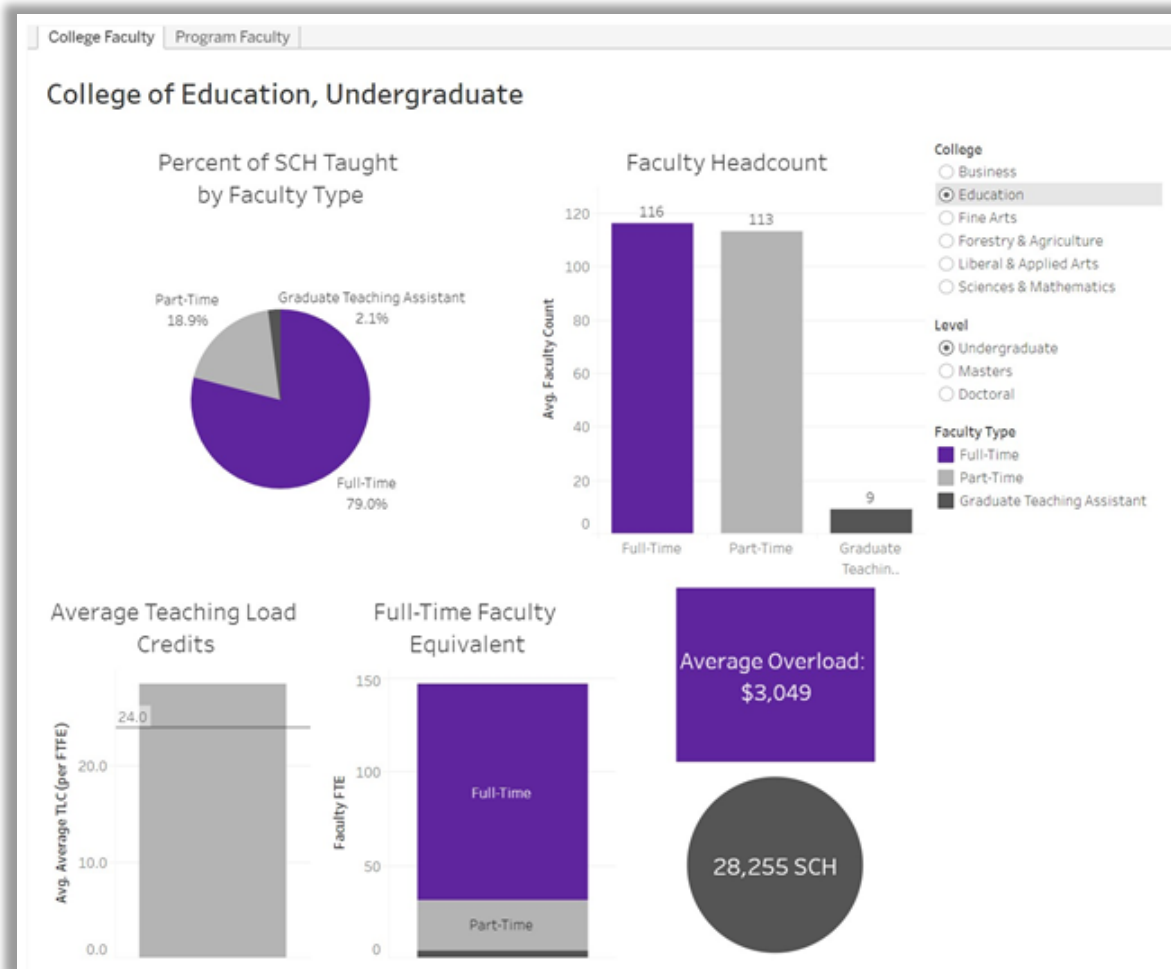 College Faculty
Program Faculty
College of Education, Undergraduate
Percent of SCH Taught
by Faculty Type
Part-Time
18.9%
Graduate Teaching Assistant
2.1%
Full-Time
79.0%
Faculty Headcount
Avg. Faculty Count
120
100
80
60
40
20
0
116
113
9
Full-Time
Part-Time
Graduate
Teachin..
College
Business
Education
Fine Arts
Forestry & Agriculture
Liberal & Applied Arts
Sciences & Mathematics
Level
Undergraduate
Masters
Doctoral
Faculty Type
Full-Time
Part-Time
Graduate Teaching Assistant
Average Teaching Load
Credits
Avg. Average TLC (per FTFE)
24.0
20.0
10.0
0.0
Full-Time Faculty
Equivalent
Faculty FTE
150
100
50
0
Full-Time
Part-Time
Average Overload:
$3,049
28,255 SCH